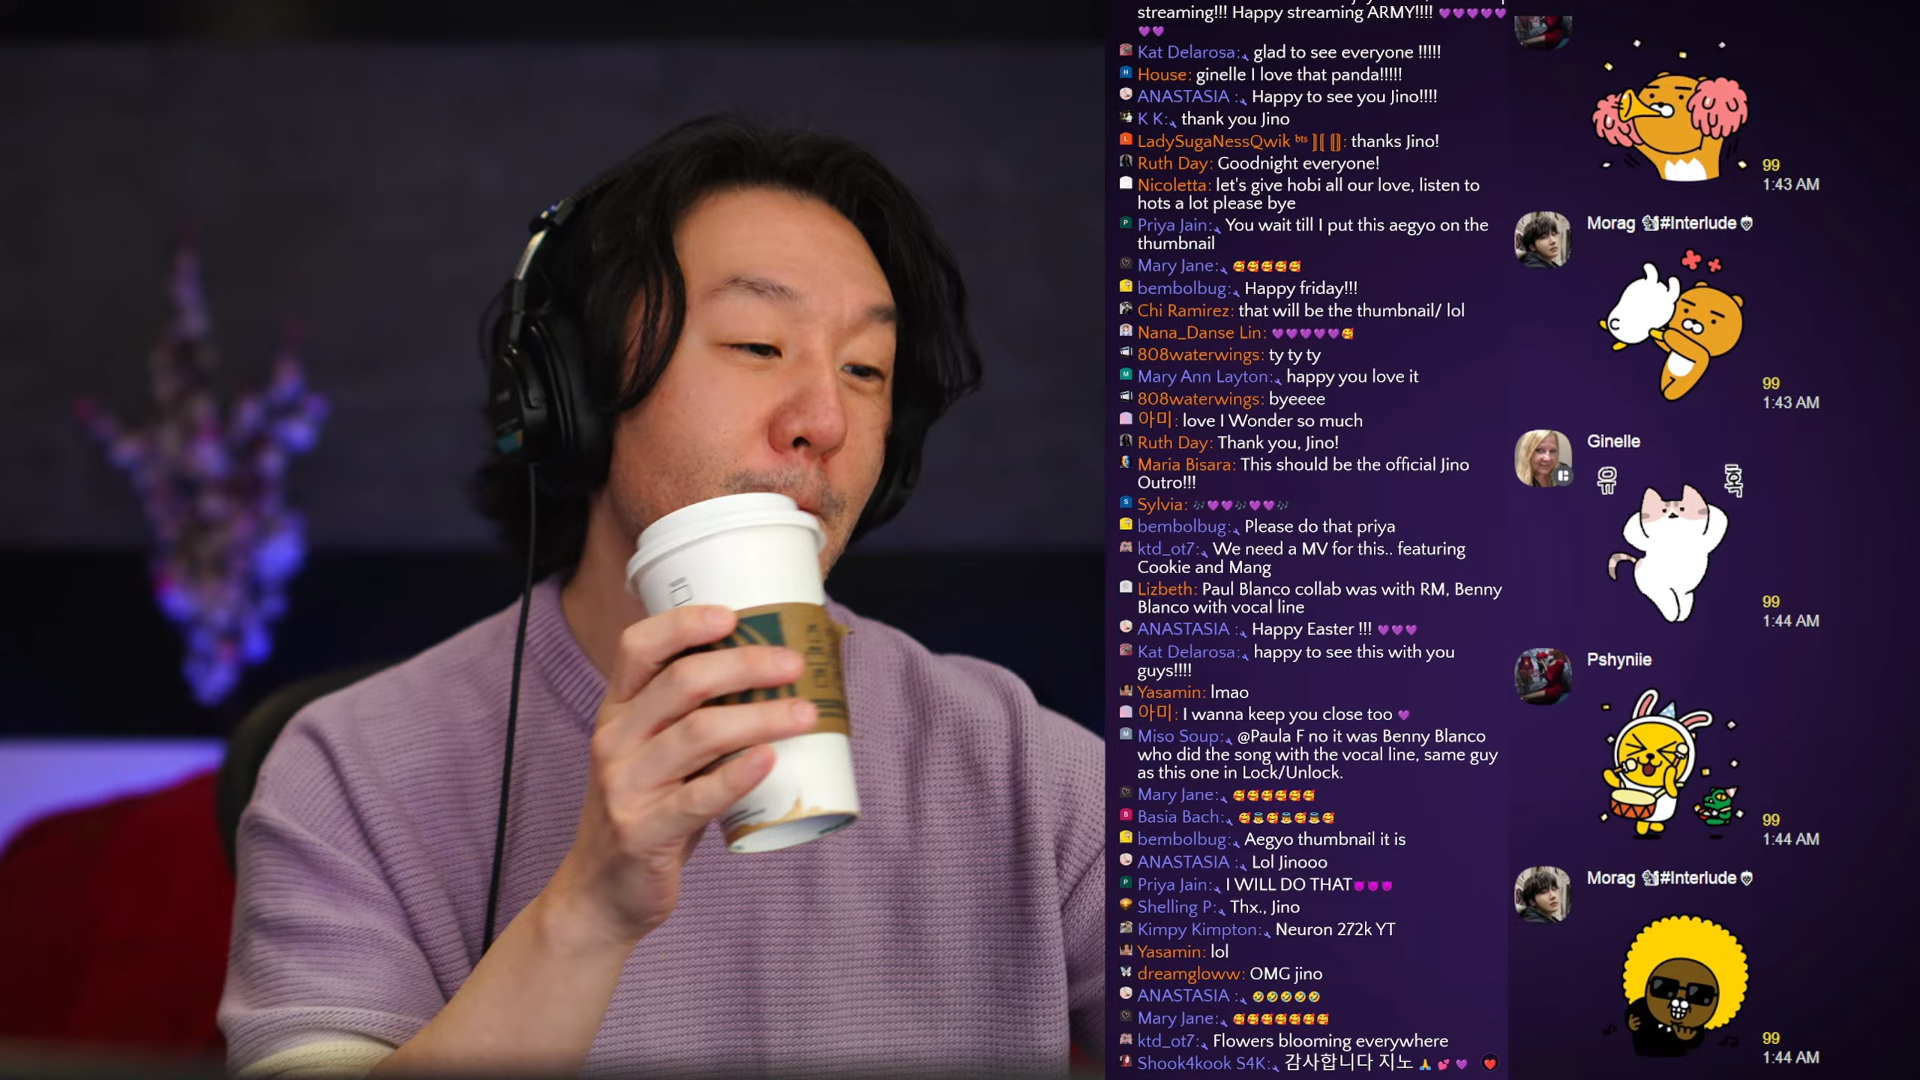 streaming!!! Happy streaming ARMY!!!! 💜💜💜💜💜
💜💜
Kat Delarosa: glad to see everyone !!!!!
House: ginelle I love that panda!!!!!
ANASTASIA : Happy to see you Jino!!!!
K K: thank you Jino
LadySugaNessQwik ᵇᵗˢ: thanks Jino!
Ruth Day: Goodnight everyone!
Nicoletta: let's give hobi all our love, listen to
hots a lot please bye
Priya Jain: You wait till I put this aegyo on the
thumbnail
Mary Jane: 🥰🥰🥰🥰🥰
bembolbug: Happy friday!!!
Chi Ramirez: that will be the thumbnail/ lol
Nana_Danse Lin: 💜💜💜💜💜🥰
808waterwings: ty ty ty
Mary Ann Layton: happy you love it
808waterwings: byeeee
아미: love I Wonder so much
Ruth Day: Thank you, Jino!
Maria Bisara: This should be the official Jino
Outro!!!
Sylvia: 🎶💜💜🎶💜💜🎶
bembolbug: Please do that priya
ktd_ot7: We need a MV for this.. featuring
Cookie and Mang
Lizbeth: Paul Blanco collab was with RM, Benny
Blanco with vocal line
ANASTASIA : Happy Easter !!! 💜💜💜
Kat Delarosa: happy to see this with you
guys!!!!
Yasamin: lmao
아미: I wanna keep you close too 💜
Miso Soup: @Paula F no it was Benny Blanco
who did the song with the vocal line, same guy
as this one in Lock/Unlock.
Mary Jane: 🥰🥰🥰🥰🥰🥰
Basia Bach:
bembolbug: Aegyo thumbnail it is
ANASTASIA : Lol Jinooo
Priya Jain: I WILL DO THAT😈😈😈
Shelling P: Thx., Jino
Kimpy Kimpton: Neuron 272k YT
Yasamin: lol
dreamgloww: OMG jino
ANASTASIA : 🤣🤣🤣🤣🤣
Mary Jane: 🥰🥰🥰🥰🥰🥰🥰
ktd_ot7: Flowers blooming everywhere
Shook4kook S4K: 감사합니다 지노 🙏 💕 💜
99
1:43 AM
Morag #Interlude
99
1:43 AM
Ginelle
유 혹
99
1:44 AM
Pshyniie
99
1:44 AM
Morag #Interlude
99
1:44 AM